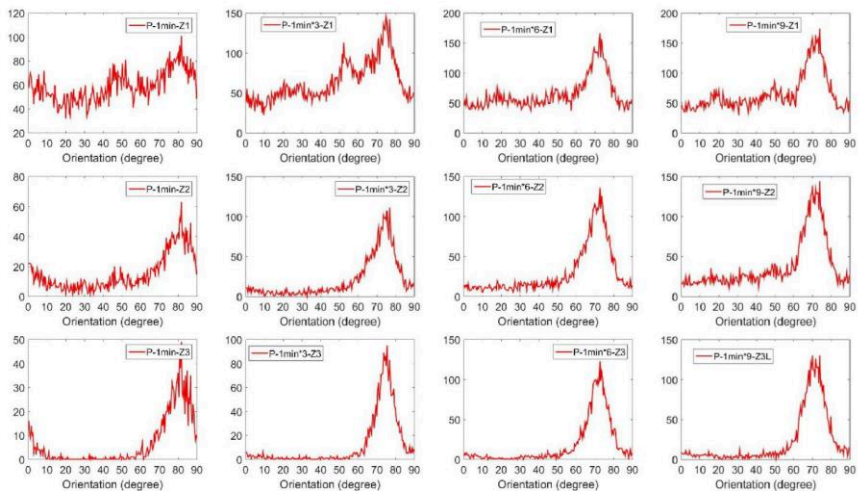 120
100
80
60
40
20
P-1min-Z1
0 10 20 30 40 50 60 70 80 90
Orientation (degree)
150
100
50
0
P-1min*3-Z1
0 10 20 30 40 50 60 70 80 90
Orientation (degree)
200
150
100
50
0
P-1min*6-Z1
0 10 20 30 40 50 60 70 80 90
Orientation (degree)
200
150
100
50
0
P-1min*9-Z1
0 10 20 30 40 50 60 70 80 90
Orientation (degree)
80
60
40
20
0
P-1min-Z2
0 10 20 30 40 50 60 70 80 90
Orientation (degree)
150
100
50
0
P-1min*3-Z2
0 10 20 30 40 50 60 70 80 90
Orientation (degree)
150
100
50
0
P-1min*6-Z2
0 10 20 30 40 50 60 70 80 90
Orientation (degree)
150
100
50
0
P-1min*9-Z2
0 10 20 30 40 50 60 70 80 90
Orientation (degree)
50
40
30
20
10
0
P-1min-Z3
0 10 20 30 40 50 60 70 80 90
Orientation (degree)
100
80
60
40
20
0
P-1min*3-Z3
0 10 20 30 40 50 60 70 80 90
Orientation (degree)
150
100
50
0
P-1min*6-Z3
0 10 20 30 40 50 60 70 80 90
Orientation (degree)
150
100
50
0
P-1min*9-Z3L
0 10 20 30 40 50 60 70 80 90
Orientation (degree)